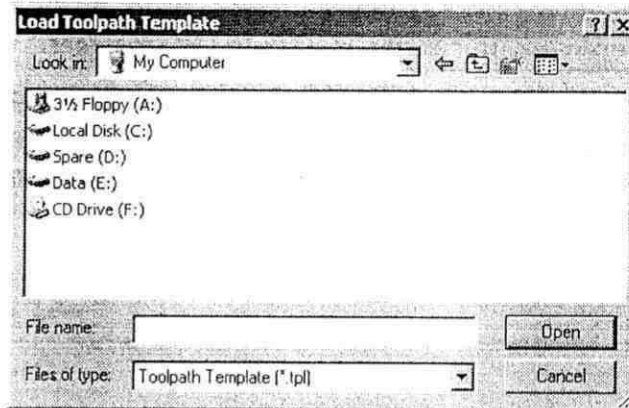 Load Toolpath Template
Look in: My Computer
3½ Floppy (A:)
Local Disk (C:)
Spare (D:)
Data (E:)
CD Drive (F:)
File name:
Open
Files of type: Toolpath Template (*.tpl)
Cancel